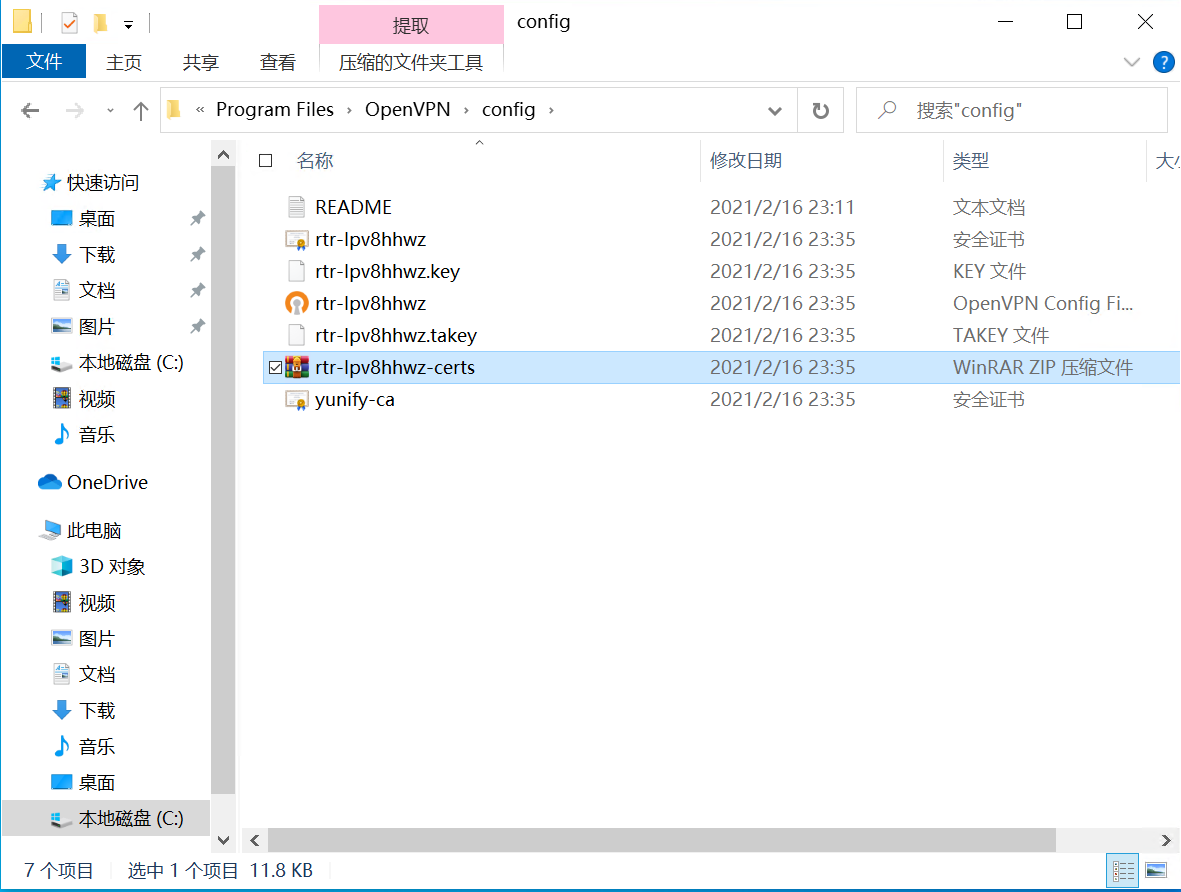 提取 config
文件 主页 共享 查看 压缩的文件夹工具 ?
« Program Files › OpenVPN › config › 搜索"config"
名称 修改日期 类型 大小
快速访问
桌面
下载
文档
图片
本地磁盘 (C:)
视频
音乐
OneDrive
此电脑
3D 对象
视频
图片
文档
下载
音乐
桌面
本地磁盘 (C:)
README 2021/2/16 23:11 文本文档
rtr-lpv8hhwz 2021/2/16 23:35 安全证书
rtr-lpv8hhwz.key 2021/2/16 23:35 KEY 文件
rtr-lpv8hhwz 2021/2/16 23:35 OpenVPN Config Fi...
rtr-lpv8hhwz.takey 2021/2/16 23:35 TAKEY 文件
rtr-lpv8hhwz-certs 2021/2/16 23:35 WinRAR ZIP 压缩文件
yunify-ca 2021/2/16 23:35 安全证书
7 个项目 选中 1 个项目 11.8 KB